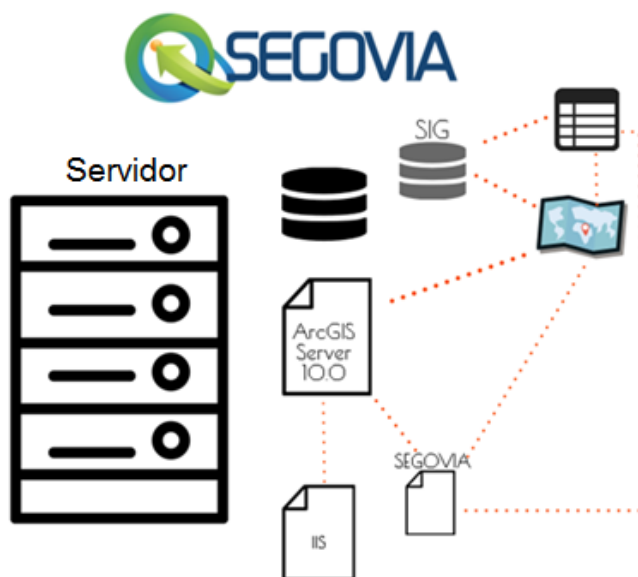 SEGOVIA
SIG
Servidor
ArcGIS
Server
10.0
SEGOVIA
IIS